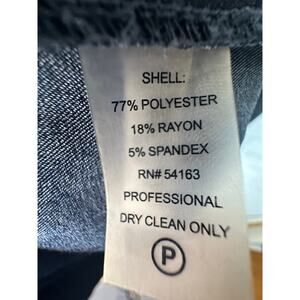 SHELL:
77% POLYESTER
18% RAYON
5% SPANDEX
RN# 54163
PROFESSIONAL
DRY CLEAN ONLY
P